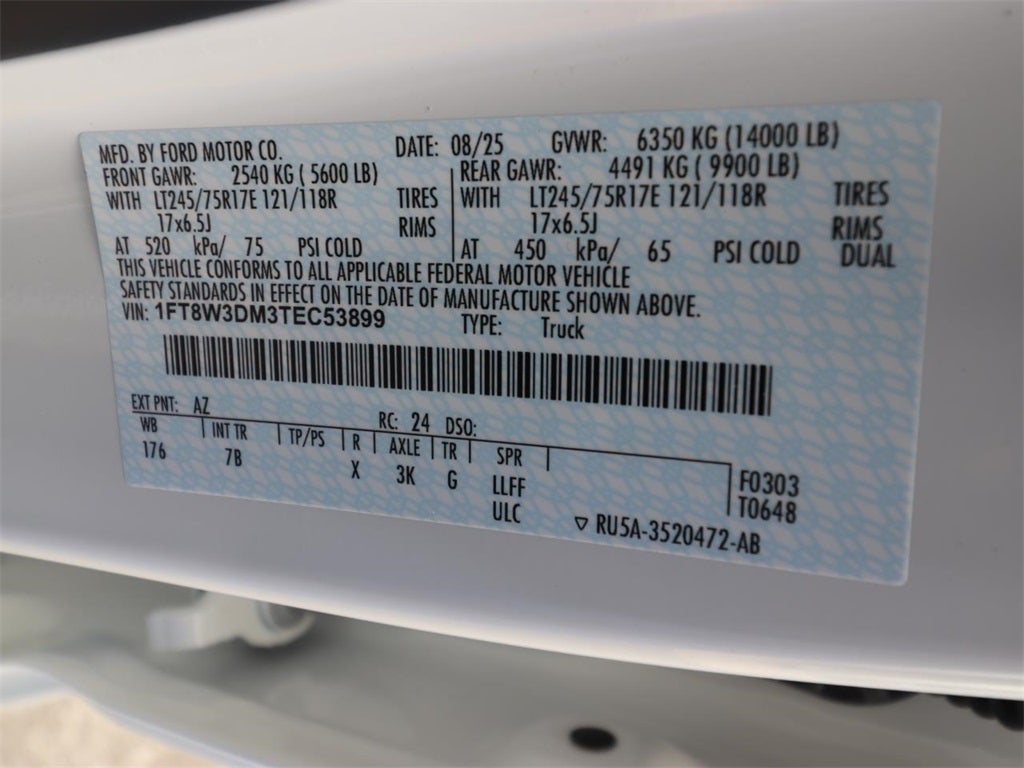 MFD. BY FORD MOTOR CO. DATE: 08/25 GVWR: 6350 KG (14000 LB)
FRONT GAWR: 2540 KG ( 5600 LB) REAR GAWR: 4491 KG ( 9900 LB)
WITH LT245/75R17E 121/118R TIRES WITH LT245/75R17E 121/118R TIRES
17x6.5J RIMS 17x6.5J RIMS
AT 520 kPa/ 75 PSI COLD AT 450 kPa/ 65 PSI COLD DUAL
THIS VEHICLE CONFORMS TO ALL APPLICABLE FEDERAL MOTOR VEHICLE
SAFETY STANDARDS IN EFFECT ON THE DATE OF MANUFACTURE SHOWN ABOVE.
VIN: 1FT8W3DM3TEC53899 TYPE: Truck
EXT PNT: AZ RC: 24 DSO:
WB INT TR TP/PS R AXLE TR SPR
176 7B X 3K G LLFF F0303
ULC T0648
▽ RU5A-3520472-AB